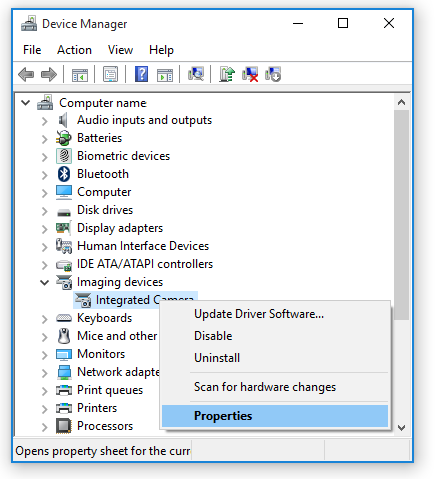 Device Manager
File Action View Help
Computer name
Audio inputs and outputs
Batteries
Biometric devices
Bluetooth
Computer
Disk drives
Display adapters
Human Interface Devices
IDE ATA/ATAPI controllers
Imaging devices
Integrated Camera
Keyboards
Mice and other
Monitors
Network adapte
Print queues
Printers
Processors
Update Driver Software...
Disable
Uninstall
Scan for hardware changes
Properties
Opens property sheet for the curr